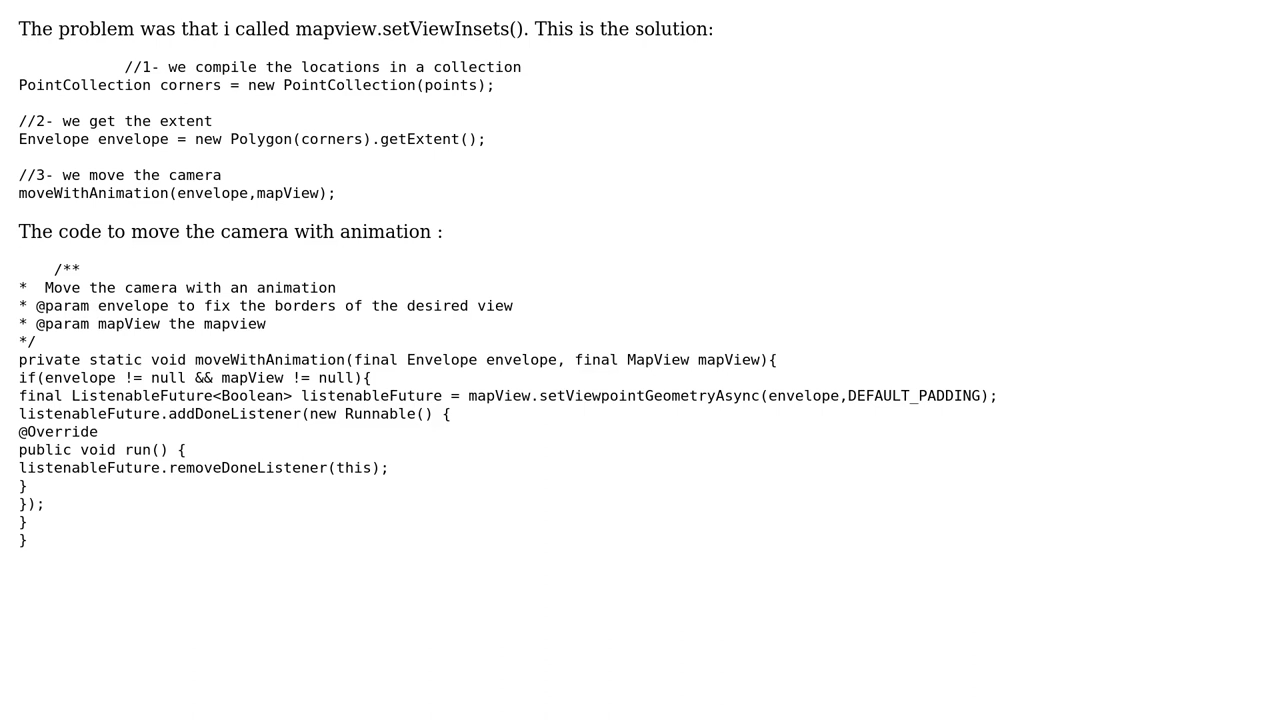 The problem was that i called mapview.setViewInsets(). This is the solution:
//1- we compile the locations in a collection
PointCollection corners = new PointCollection(points);
//2- we get the extent
Envelope envelope = new Polygon(corners).getExtent();
//3- we move the camera
moveWithAnimation(envelope,mapView);
The code to move the camera with animation :
/**
*  Move the camera with an animation
* @param envelope to fix the borders of the desired view
* @param mapView the mapview
*/
private static void moveWithAnimation(final Envelope envelope, final MapView mapView){
if(envelope != null && mapView != null){
final ListenableFuture<Boolean> listenableFuture = mapView.setViewpointGeometryAsync(envelope,DEFAULT_PADDING);
listenableFuture.addDoneListener(new Runnable() {
@Override
public void run() {
listenableFuture.removeDoneListener(this);
}
});
}
}